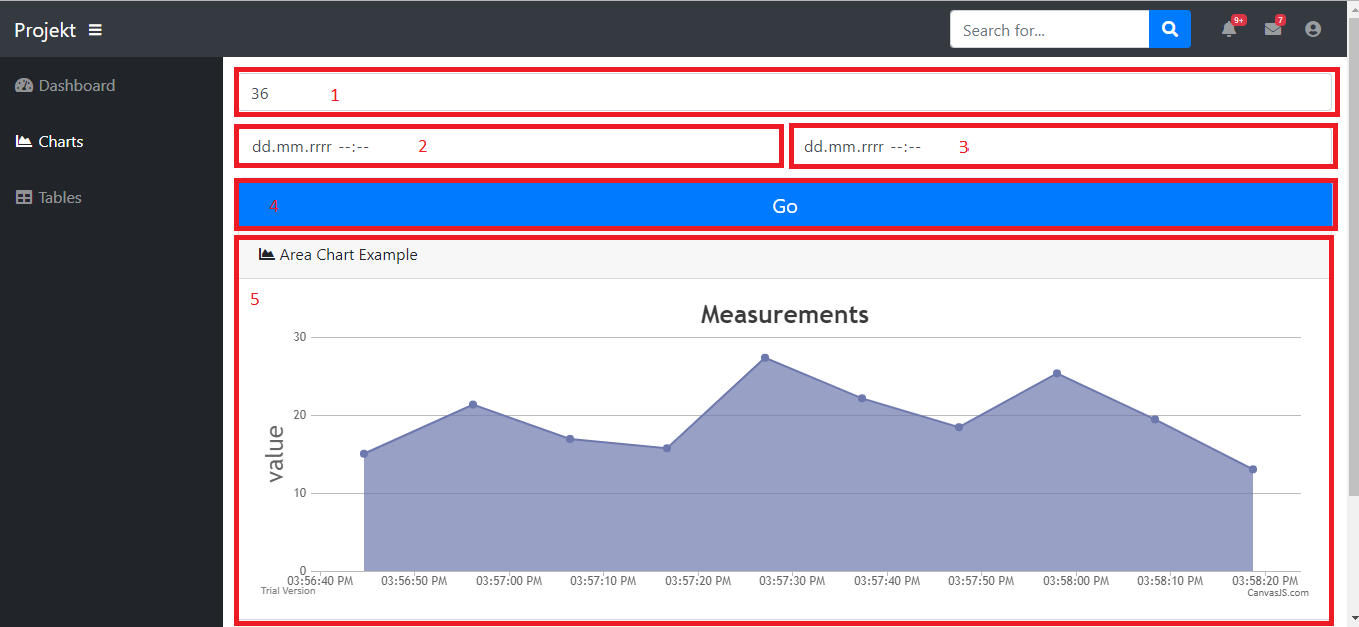 Projekt
Search for...
9+
7
Dashboard
Charts
Tables
36 1
dd.mm.rrrr --:-- 2
dd.mm.rrrr --:-- 3
4 Go
Area Chart Example
5
Measurements
value
30
20
10
0
03:56:40 PM 03:56:50 PM 03:57:00 PM 03:57:10 PM 03:57:20 PM 03:57:30 PM 03:57:40 PM 03:57:50 PM 03:58:00 PM 03:58:10 PM 03:58:20 PM
Trial Version
CanvasJS.com